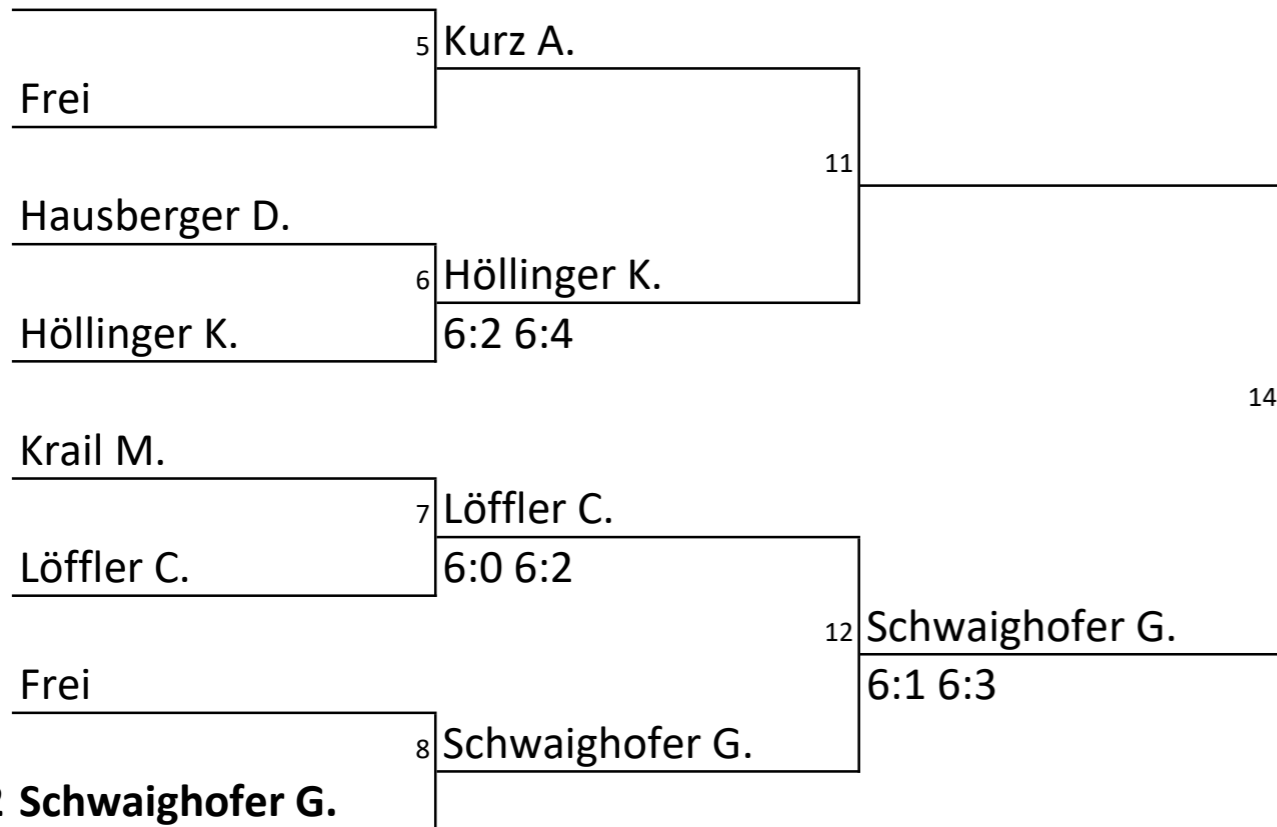 5 Kurz A.
Frei
11
Hausberger D.
6 Höllinger K.
Höllinger K. 6:2 6:4
14
Krail M.
7 Löffler C.
Löffler C. 6:0 6:2
12 Schwaighofer G.
Frei 6:1 6:3
8 Schwaighofer G.
2 Schwaighofer G.